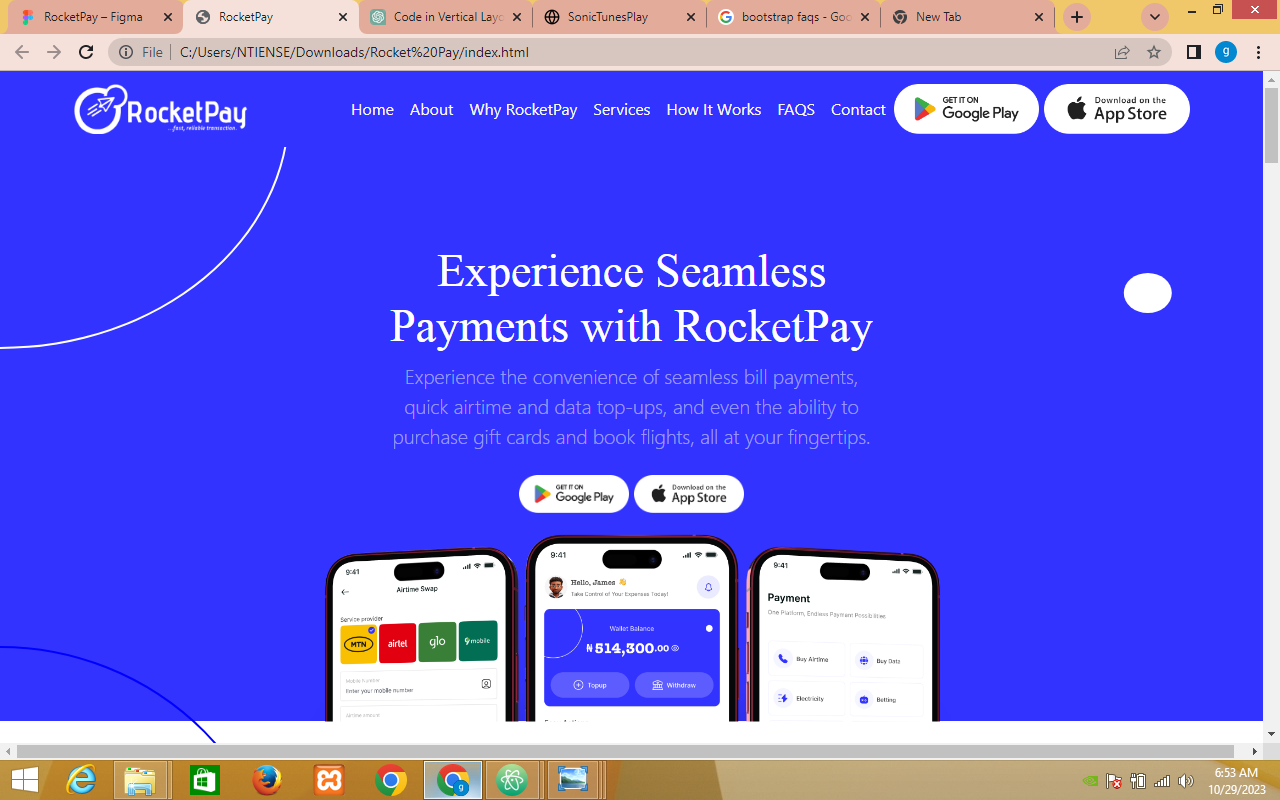 RocketPay – Figma
RocketPay
Code in Vertical Layo
SonicTunesPlay
bootstrap faqs - Goo
New Tab
File
C:/Users/NTIENSE/Downloads/Rocket%20Pay/index.html
g
RocketPay
...fast, reliable transaction.
Home About Why RocketPay Services How It Works FAQS Contact
GET IT ON
Google Play
Download on the
App Store
Experience Seamless
Payments with RocketPay
Experience the convenience of seamless bill payments,
quick airtime and data top-ups, and even the ability to
purchase gift cards and book flights, all at your fingertips.
GET IT ON
Google Play
Download on the
App Store
9:41
Airtime Swap
Service provider
MTN
airtel
glo
9mobile
Mobile number
Enter your mobile number
Airtime amount
9:41
Hello, James 👋
Take Control of Your Expenses Today!
Wallet Balance
₦514,300.00
Topup
Withdraw
9:41
Payment
One Platform, Endless Payment Possibilities
Buy Airtime
Buy Data
Electricity
Betting
g
6:53 AM
10/29/2023